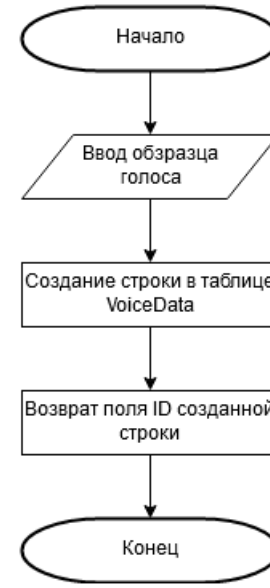 Начало
Ввод обзразца
голоса
Создание строки в таблице
VoiceData
Возврат поля ID созданной
строки
Конец